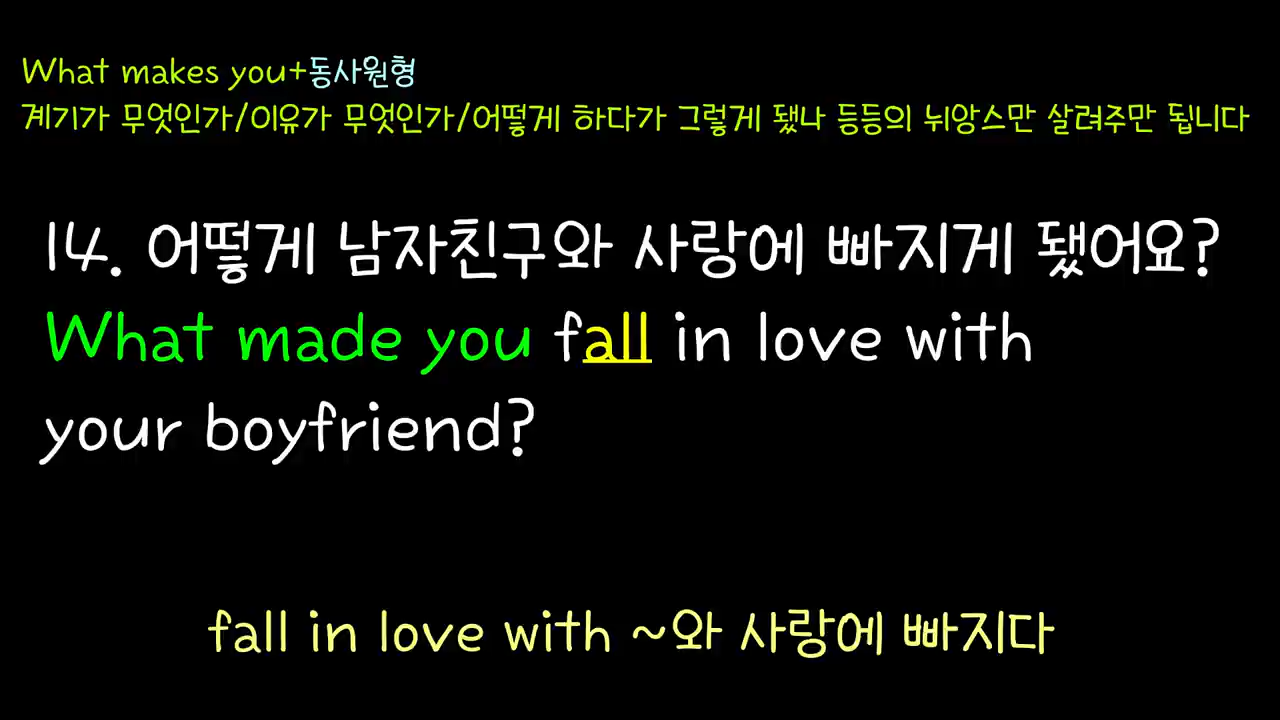 What makes you+동사원형
계기가 무엇인가/이유가 무엇인가/어떻게 하다가 그렇게 됐나 등등의 뉘앙스만 살려주만 됩니다
14. 어떻게 남자친구와 사랑에 빠지게 됐어요?
What made you fall in love with
your boyfriend?
fall in love with ~와 사랑에 빠지다